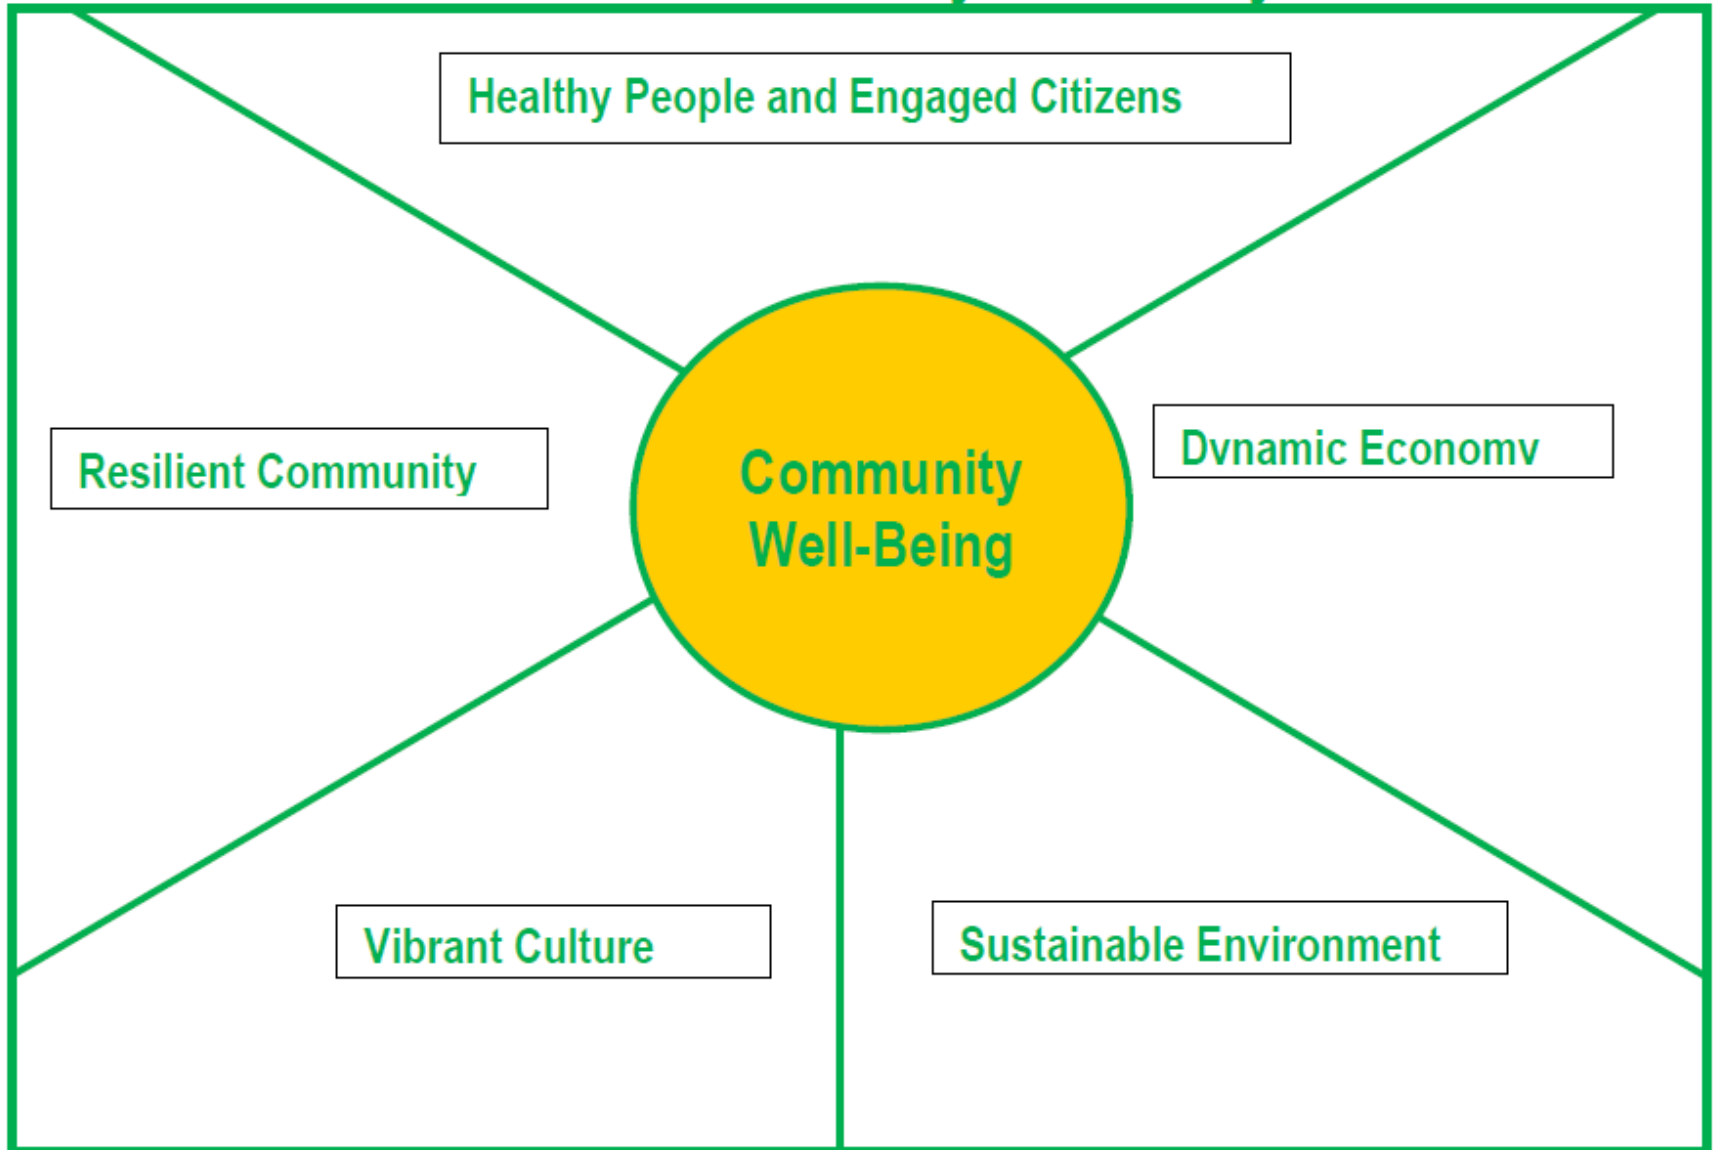 Healthy People and Engaged Citizens
Resilient Community
Dynamic Economy
Community
Well-Being
Vibrant Culture
Sustainable Environment